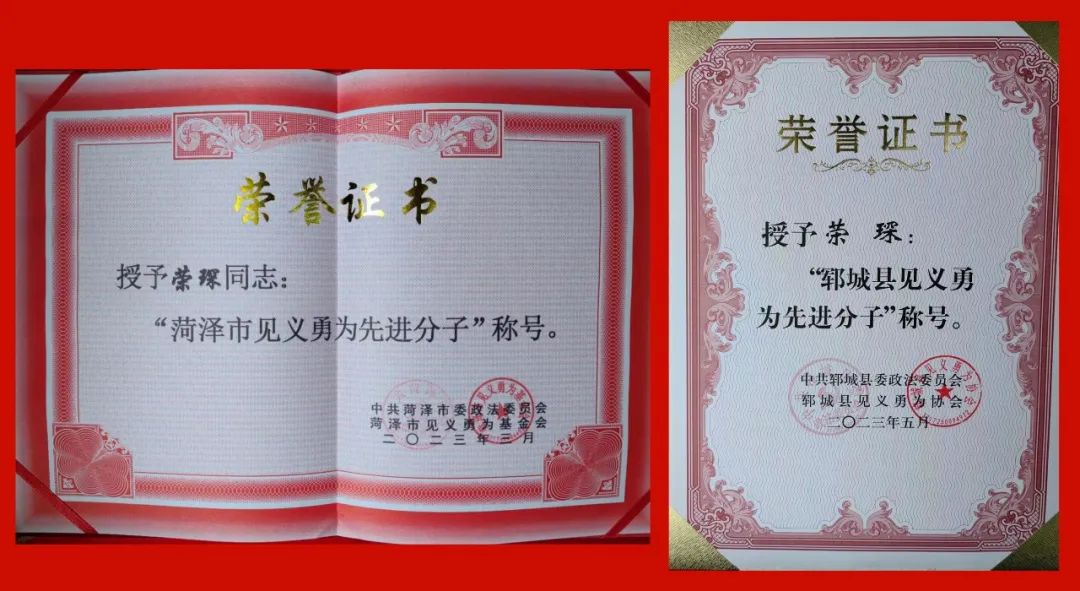 荣誉证书
授予荣琛同志：
“菏泽市见义勇为先进分子”称号。
中共菏泽市委政法委员会
菏泽市见义勇为基金会
二〇二三年三月
荣誉证书
授予荣 琛：
“郓城县见义勇
为先进分子”称号。
中共郓城县委政法委员会
郓城县见义勇为协会
二〇二三年五月